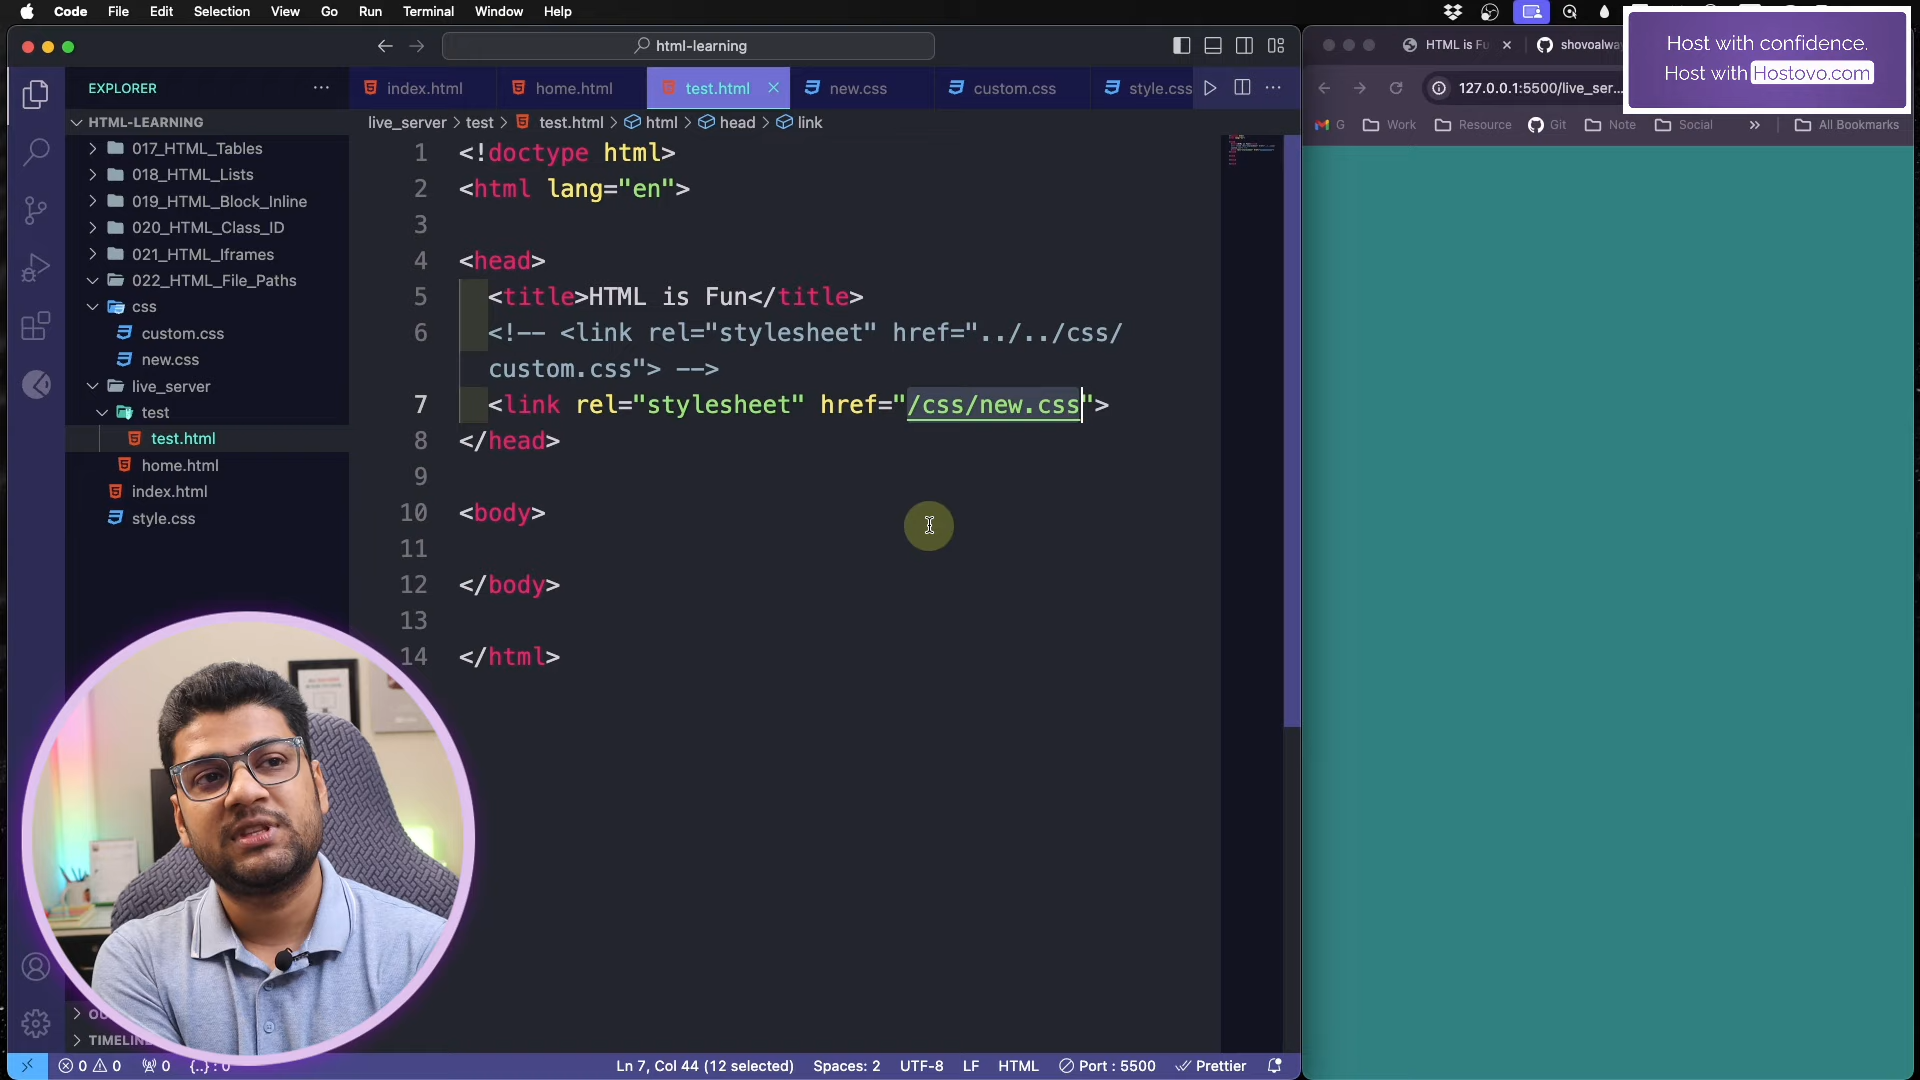 Code File Edit Selection View Go Run Terminal Window Help
html-learning
HTML is Fu
shovoalwa
Host with confidence.
Host with Hostovo.com
EXPLORER
index.html
home.html
test.html
new.css
custom.css
style.css
127.0.0.1:5500/live_ser...
HTML-LEARNING
live_server > test > test.html > html > head > link
G Work Resource Git Note Social » All Bookmarks
017_HTML_Tables
018_HTML_Lists
019_HTML_Block_Inline
020_HTML_Class_ID
021_HTML_Iframes
022_HTML_File_Paths
css
custom.css
new.css
live_server
test
test.html
home.html
index.html
style.css
1 <!doctype html>
2 <html lang="en">
3
4 <head>
5 <title>HTML is Fun</title>
6 <!-- <link rel="stylesheet" href="../../css/
custom.css"> -->
7 <link rel="stylesheet" href="/css/new.css">
8 </head>
9
10 <body>
11
12 </body>
13
14 </html>
OU
TIMELINE
0 0 0 {..} : 0
Ln 7, Col 44 (12 selected) Spaces: 2 UTF-8 LF HTML Port : 5500 Prettier